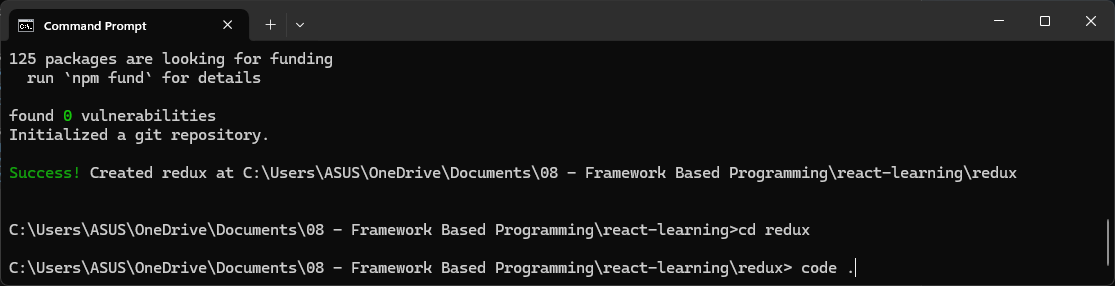 Command Prompt
125 packages are looking for funding
run `npm fund` for details
found 0 vulnerabilities
Initialized a git repository.
Success! Created redux at C:\Users\ASUS\OneDrive\Documents\08 - Framework Based Programming\react-learning\redux
C:\Users\ASUS\OneDrive\Documents\08 - Framework Based Programming\react-learning>cd redux
C:\Users\ASUS\OneDrive\Documents\08 - Framework Based Programming\react-learning\redux> code .